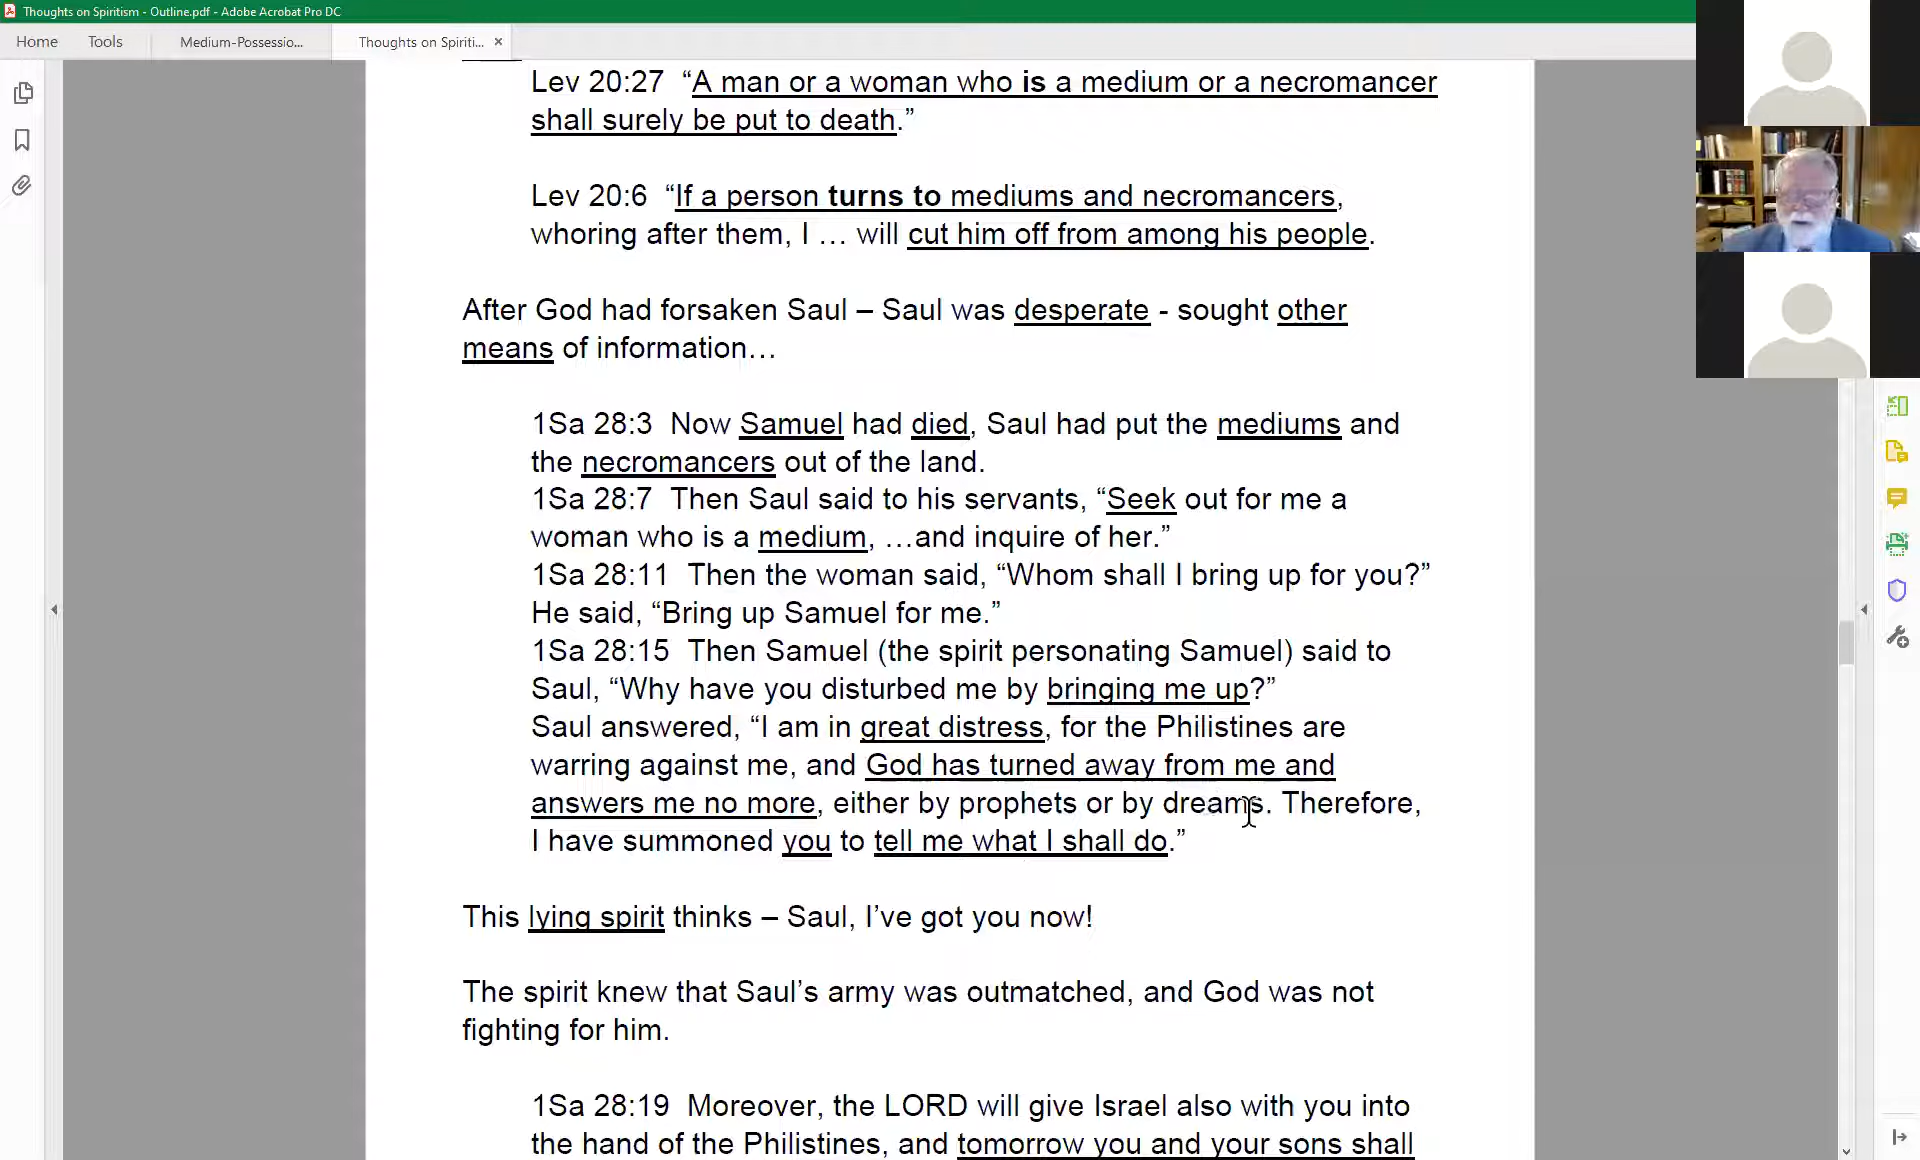 Thoughts on Spiritism - Outline.pdf - Adobe Acrobat Pro DC
Home Tools Medium-Possessio... Thoughts on Spiriti... ×
Lev 20:27 “A man or a woman who is a medium or a necromancer
shall surely be put to death.”
Lev 20:6 “If a person turns to mediums and necromancers,
whoring after them, I … will cut him off from among his people.
After God had forsaken Saul – Saul was desperate - sought other
means of information…
1Sa 28:3 Now Samuel had died, Saul had put the mediums and
the necromancers out of the land.
1Sa 28:7 Then Saul said to his servants, “Seek out for me a
woman who is a medium, …and inquire of her.”
1Sa 28:11 Then the woman said, “Whom shall I bring up for you?”
He said, “Bring up Samuel for me.”
1Sa 28:15 Then Samuel (the spirit personating Samuel) said to
Saul, “Why have you disturbed me by bringing me up?”
Saul answered, “I am in great distress, for the Philistines are
warring against me, and God has turned away from me and
answers me no more, either by prophets or by dreams. Therefore,
I have summoned you to tell me what I shall do.”
This lying spirit thinks – Saul, I’ve got you now!
The spirit knew that Saul’s army was outmatched, and God was not
fighting for him.
1Sa 28:19 Moreover, the LORD will give Israel also with you into
the hand of the Philistines, and tomorrow you and your sons shall